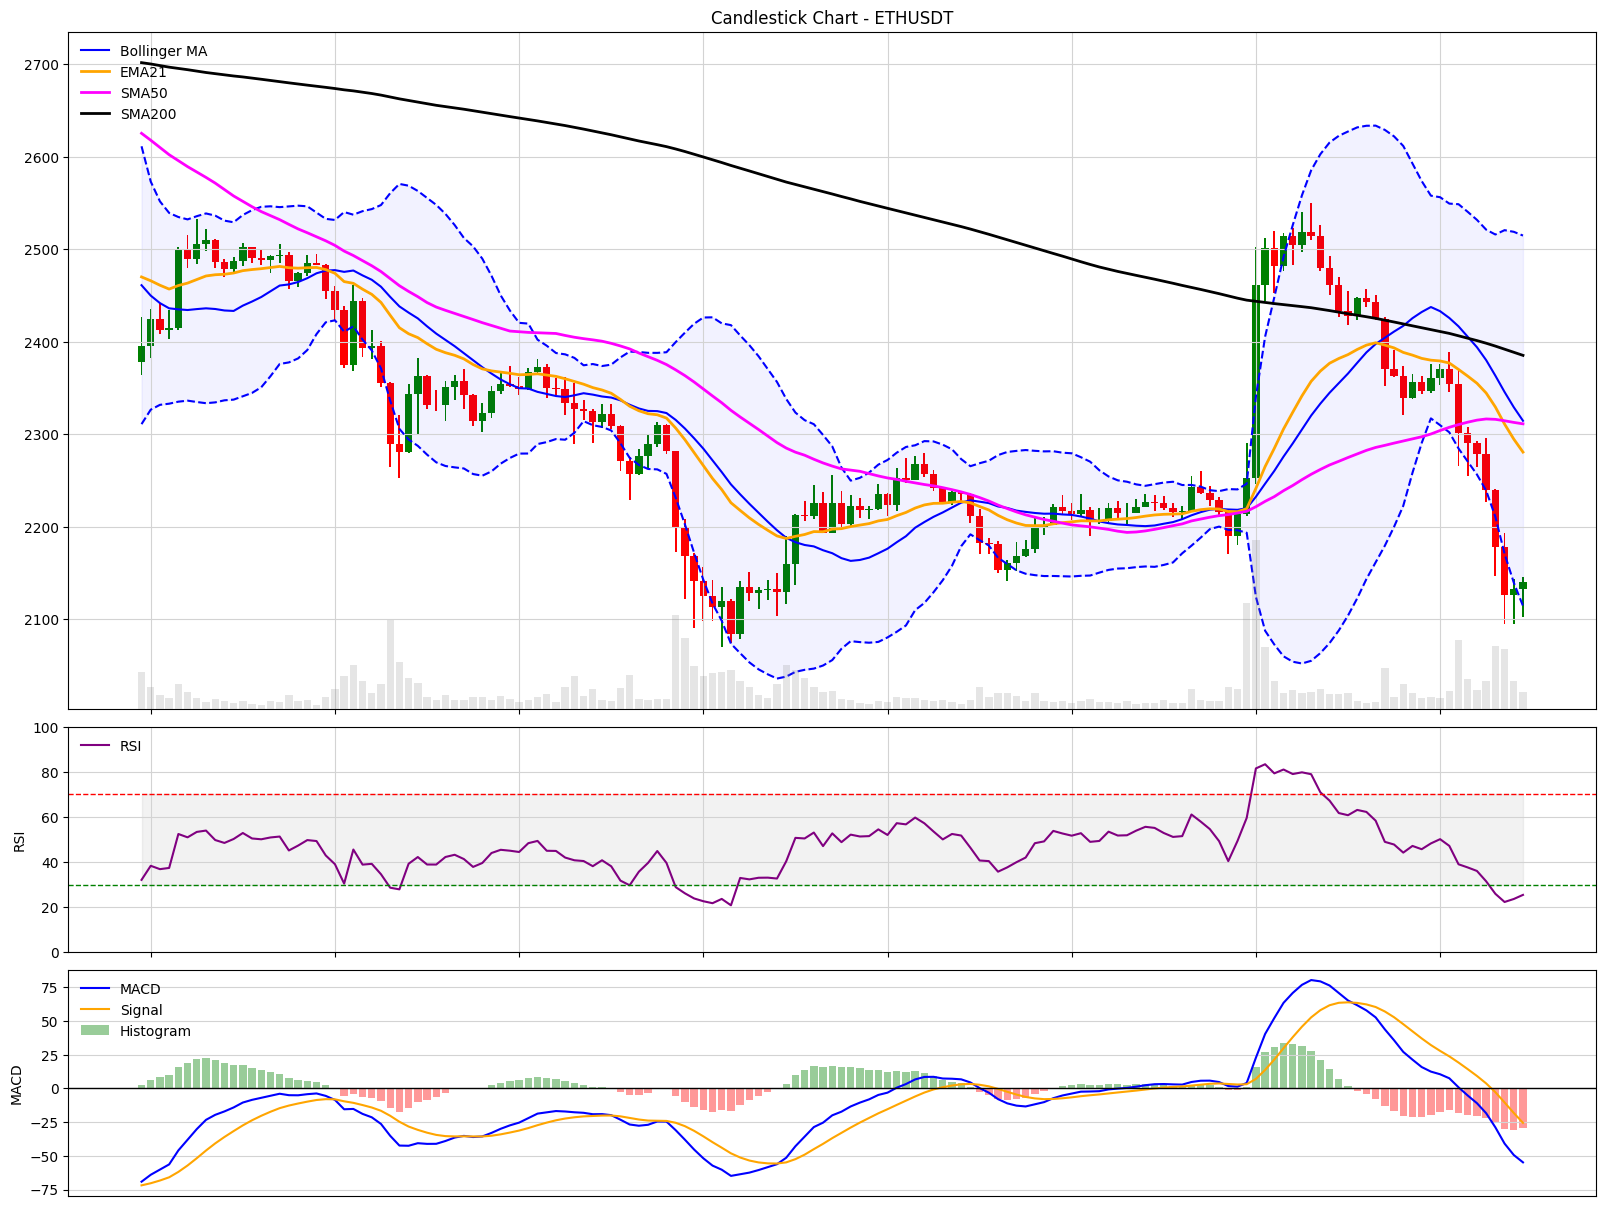 Candlestick Chart - ETHUSDT
Bollinger MA
EMA21
SMA50
SMA200
2700
2600
2500
2400
2300
2200
2100
RSI
100
80
60
40
20
0
RSI
MACD
Signal
Histogram
75
50
25
0
−25
−50
−75
MACD